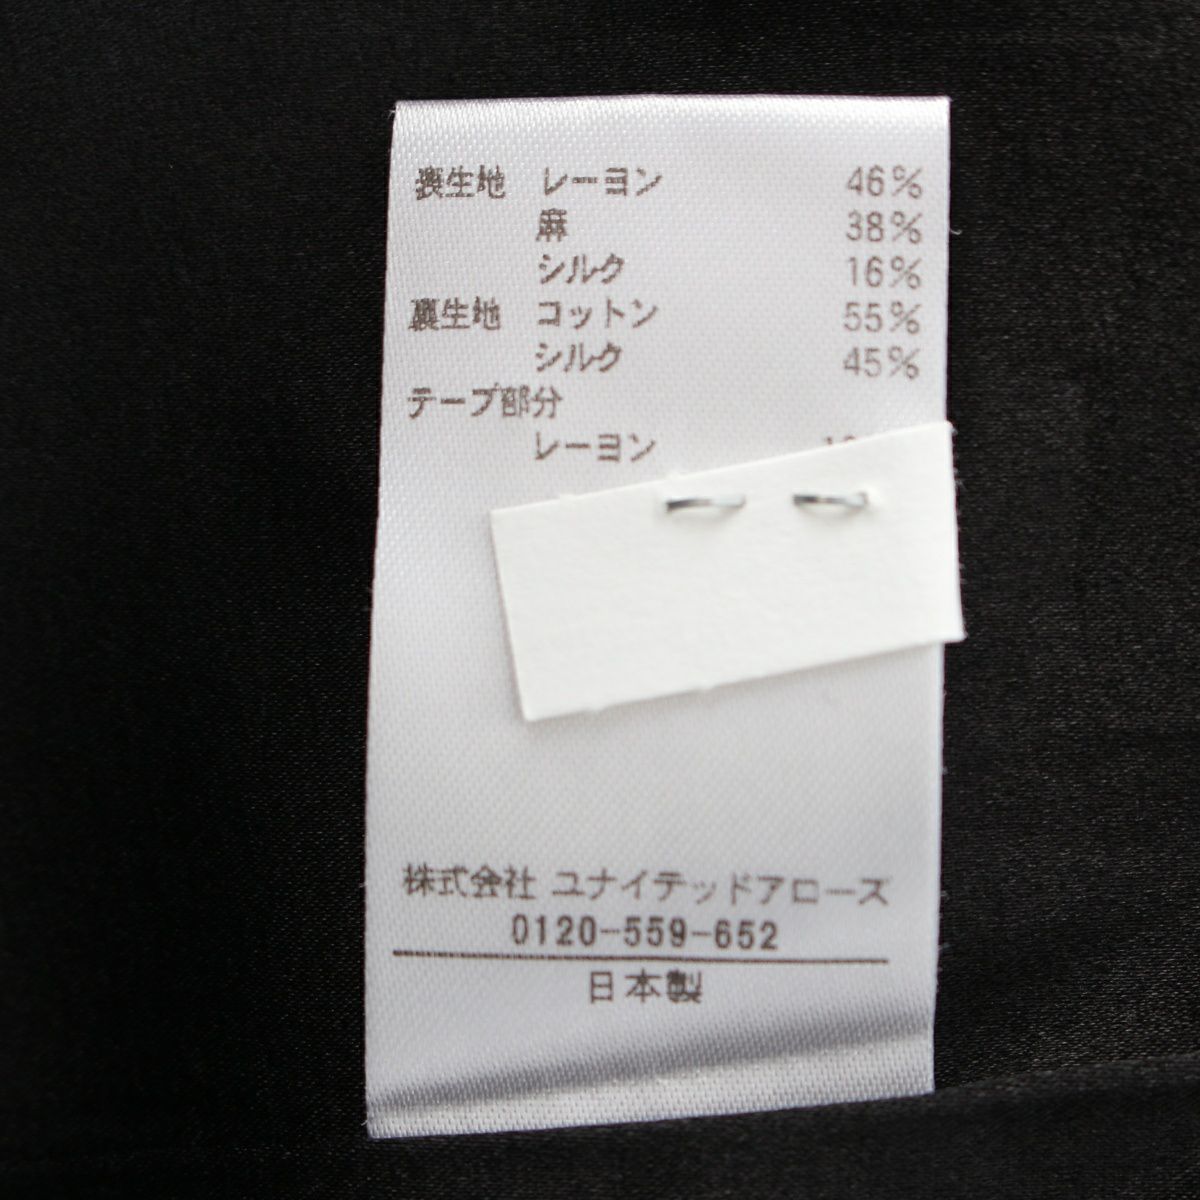 表生地 レーヨン 46%
麻 38%
シルク 16%
裏生地 コットン 55%
シルク 45%
テープ部分
レーヨン
株式会社 ユナイテッドアローズ
0120-559-652
日本製